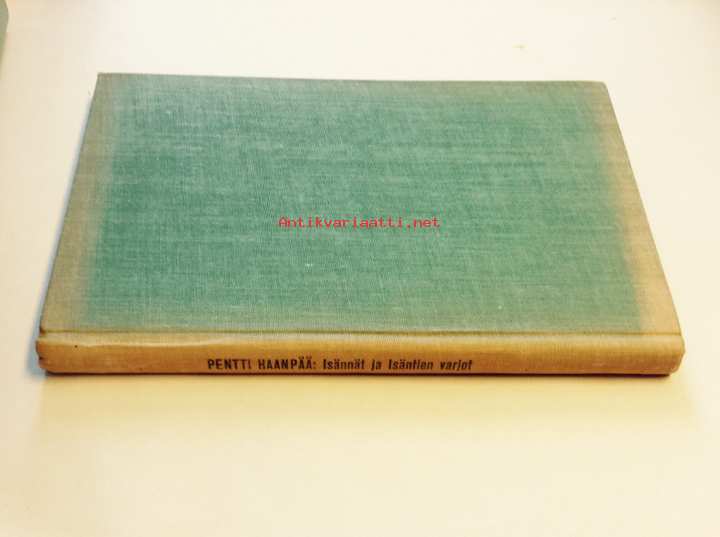 Antikvariaatti.net
PENTTI HAANPÄÄ: Isännät ja Isäntien varjot